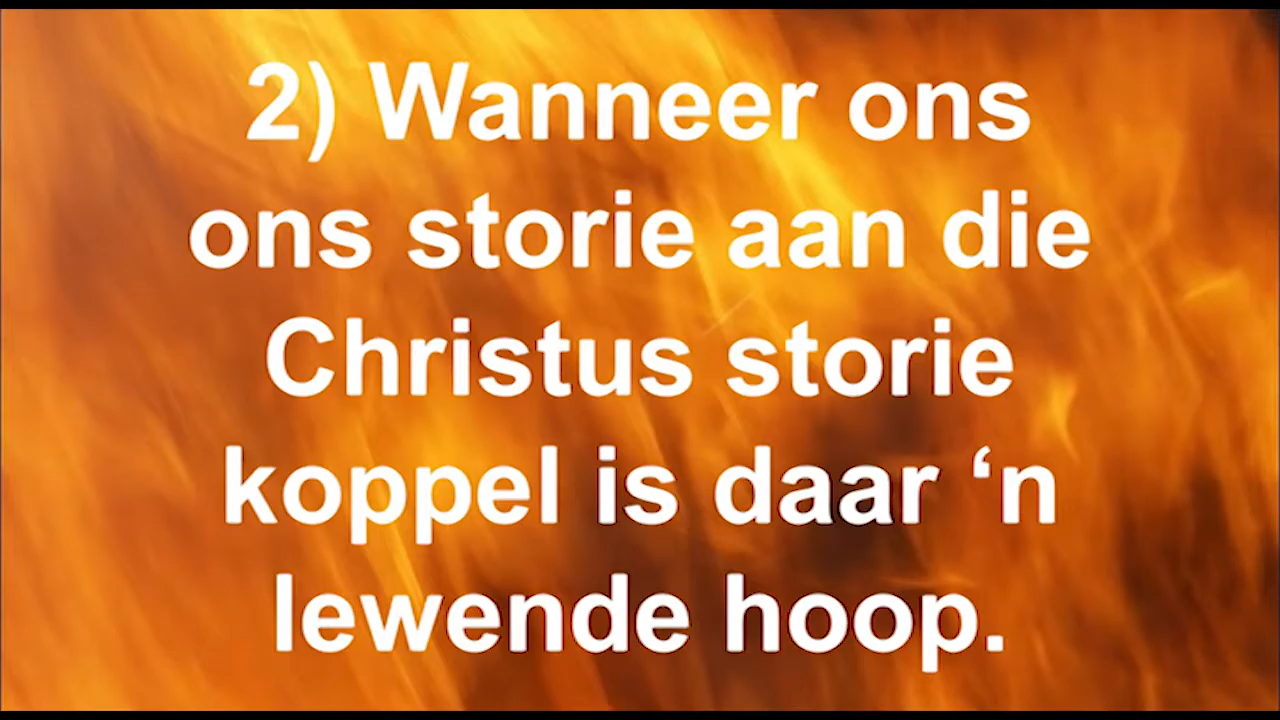 2) Wanneer ons
ons storie aan die
Christus storie
koppel is daar ‘n
lewende hoop.